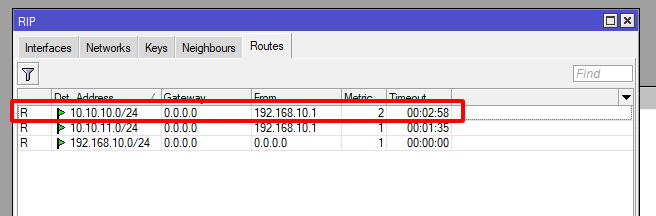 RIP
Interfaces Networks Keys Neighbours Routes
Find
Dst. Address / Gateway From Metric Timeout
R 10.10.10.0/24 0.0.0.0 192.168.10.1 2 00:02:58
R 10.10.11.0/24 0.0.0.0 192.168.10.1 1 00:01:35
R 192.168.10.0/24 0.0.0.0 0.0.0.0 1 00:00:00